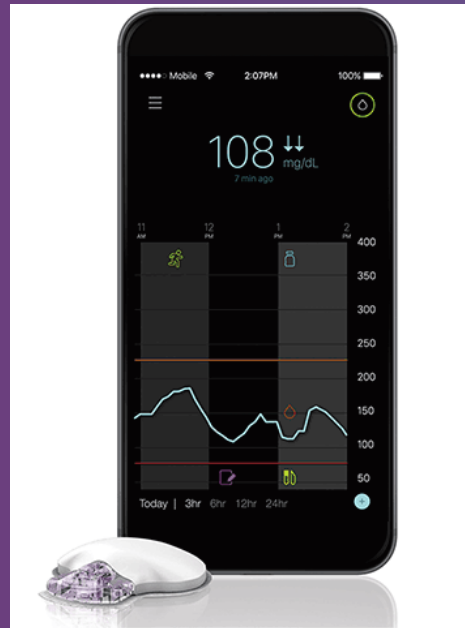 Mobile 2:07PM 100%
108 mg/dL
7 min ago
11 12 1 2
AM PM PM PM
400
350
300
250
200
150
100
50
Today | 3hr 6hr 12hr 24hr